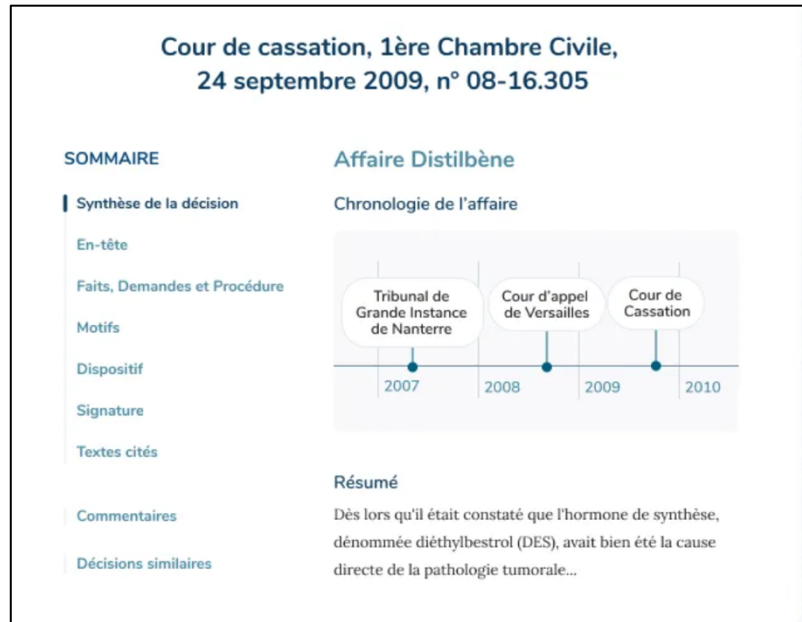 Cour de cassation, 1ère Chambre Civile,
24 septembre 2009, n° 08-16.305
SOMMAIRE
Synthèse de la décision
En-tête
Faits, Demandes et Procédure
Motifs
Dispositif
Signature
Textes cités
Commentaires
Décisions similaires
Affaire Distilbène
Chronologie de l'affaire
Tribunal de
Grande Instance
de Nanterre
Cour d'appel
de Versailles
Cour de
Cassation
2007
2008
2009
2010
Résumé
Dès lors qu'il était constaté que l'hormone de synthèse,
dénommée diéthylbestrol (DES), avait bien été la cause
directe de la pathologie tumorale...